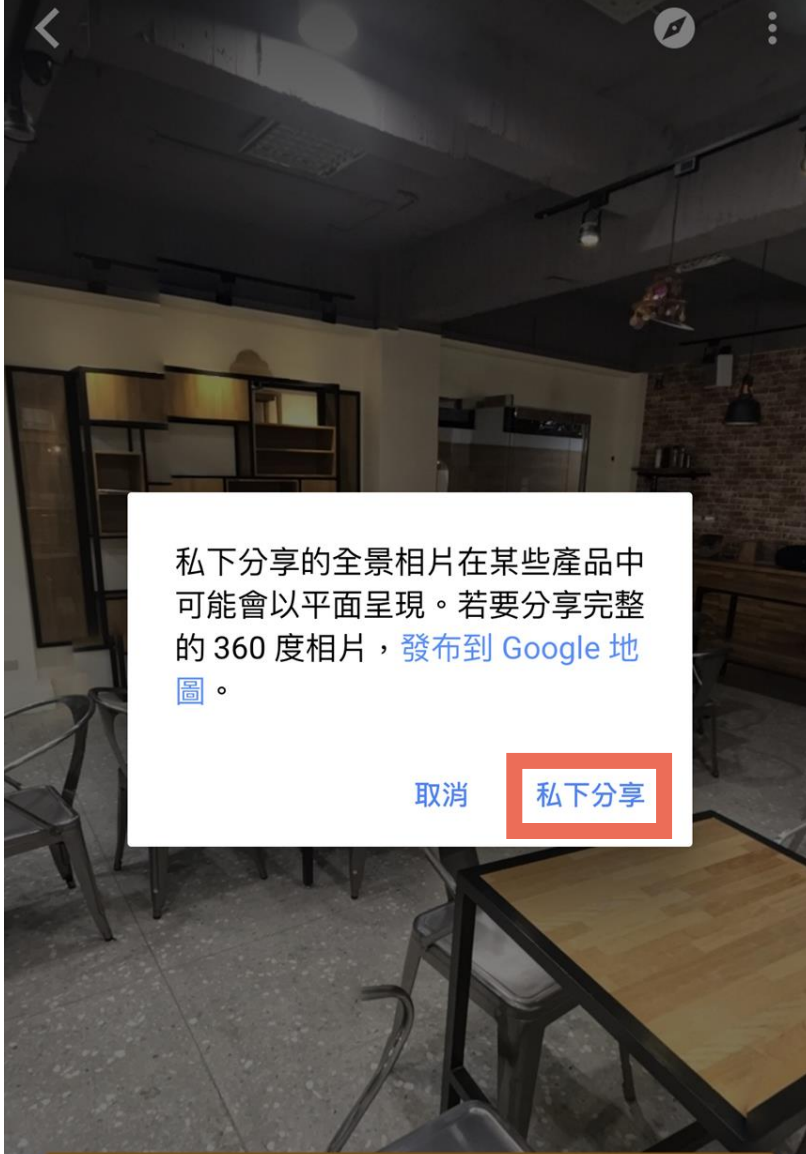 私下分享的全景相片在某些產品中
可能會以平面呈現。若要分享完整
的 360 度相片，發布到 Google 地
圖。
取消 私下分享